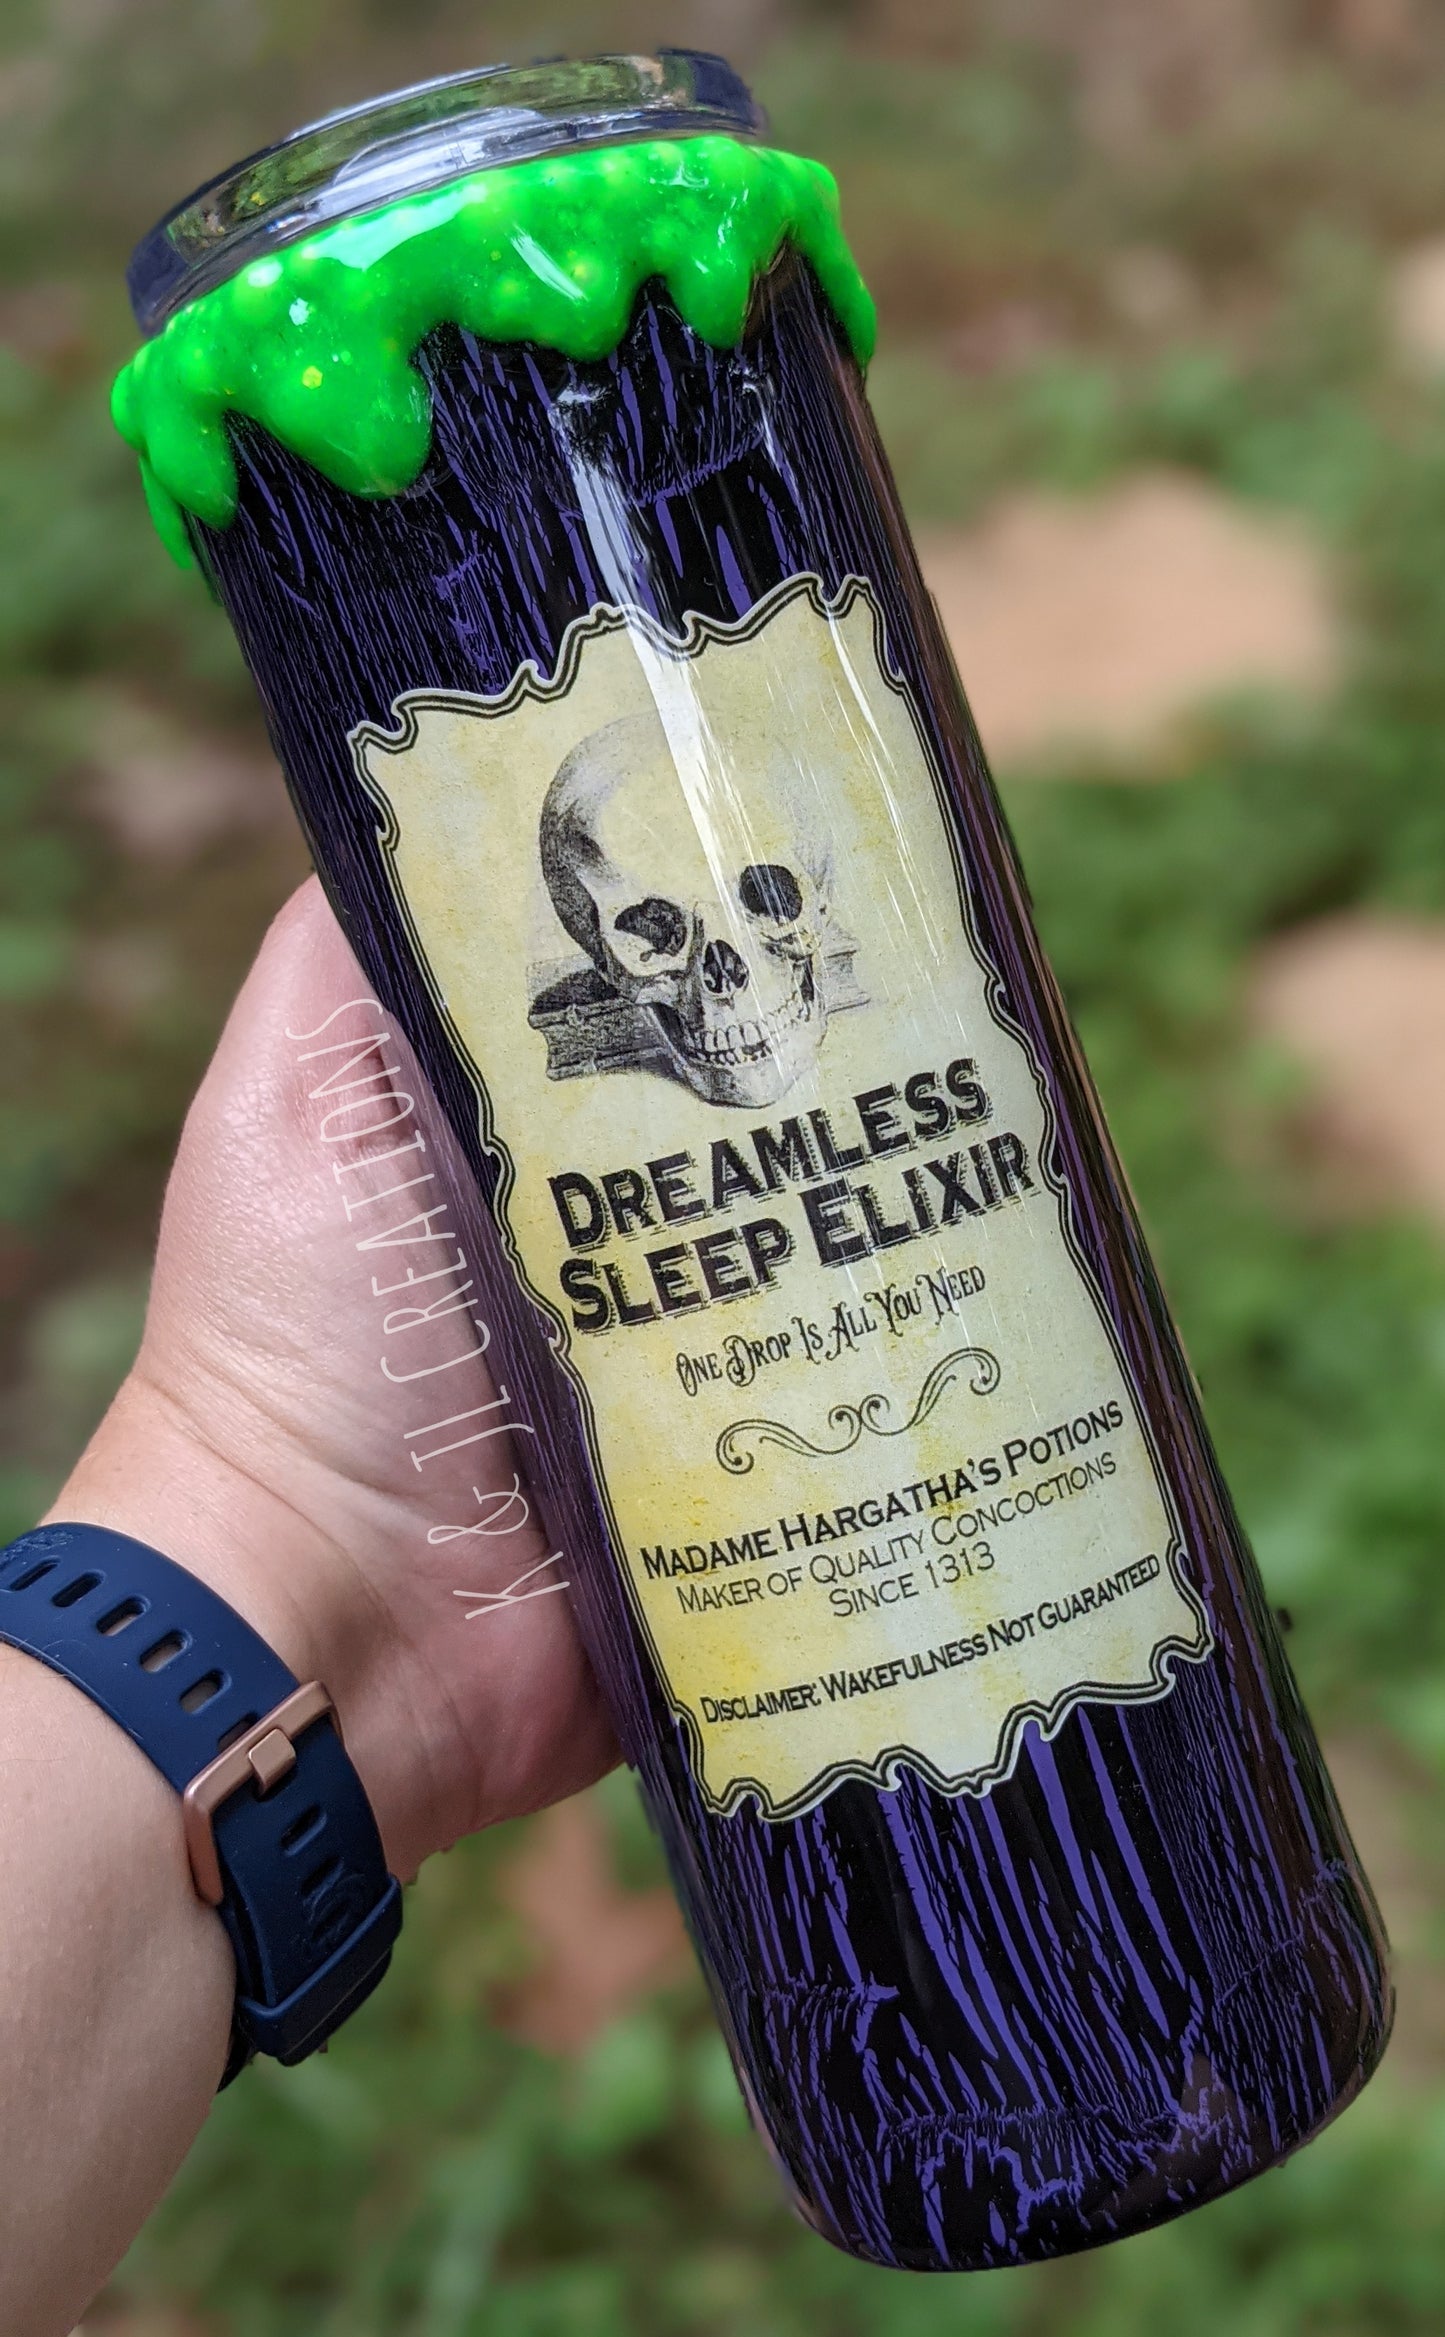 Dreamless
Sleep Elixir
One Drop Is All You Need
Madame Hargatha's Potions
Maker of Quality Concoctions
Since 1313
Disclaimer: Wakefulness Not Guaranteed
K & JL CREATIONS